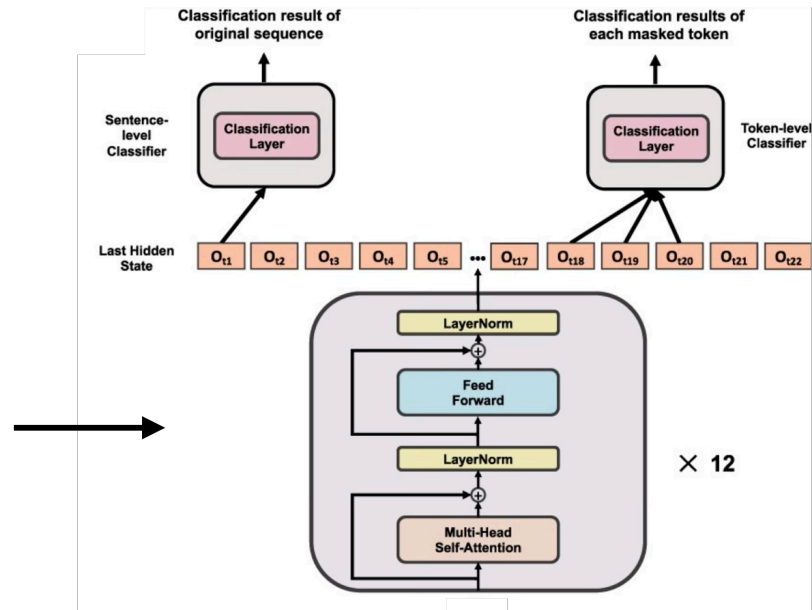 Classification result of
original sequence
Classification results of
each masked token
Sentence-
level
Classifier
Classification
Layer
Classification
Layer
Token-level
Classifier
Last Hidden
State
Ot1 Ot2 Ot3 Ot4 Ot5 ... Ot17 Ot18 Ot19 Ot20 Ot21 Ot22
LayerNorm
+
Feed
Forward
LayerNorm
× 12
+
Multi-Head
Self-Attention